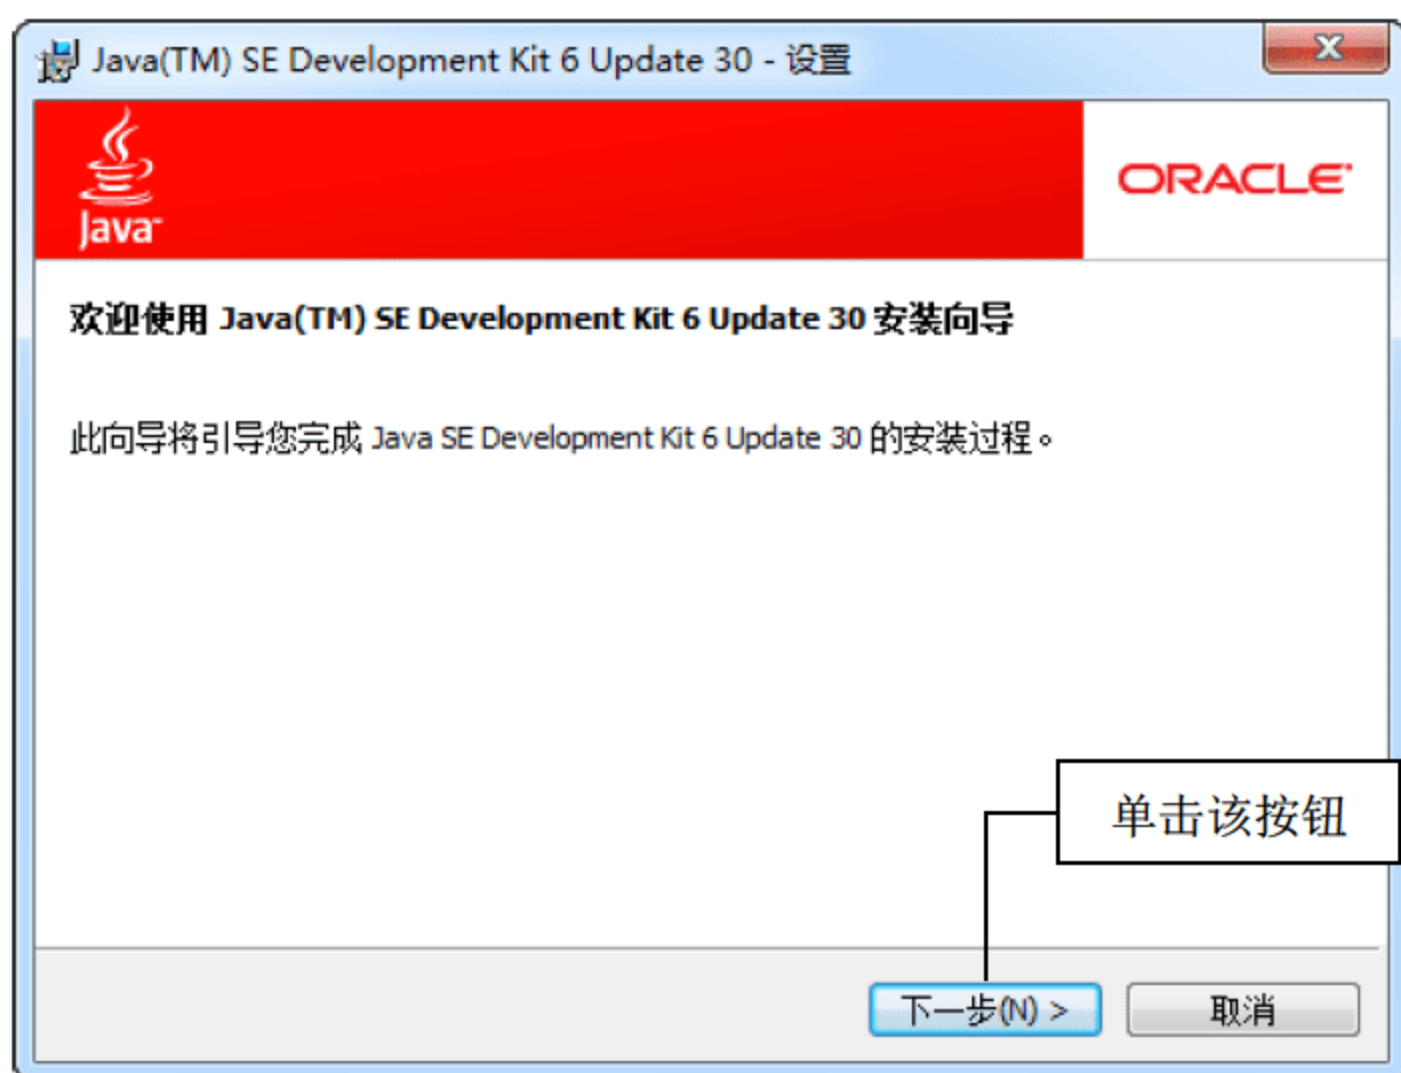 Java(TM) SE Development Kit 6 Update 30 - 设置
Java™
ORACLE
欢迎使用 Java(TM) SE Development Kit 6 Update 30 安装向导
此向导将引导您完成 Java SE Development Kit 6 Update 30 的安装过程。
单击该按钮
下一步(N) >
取消